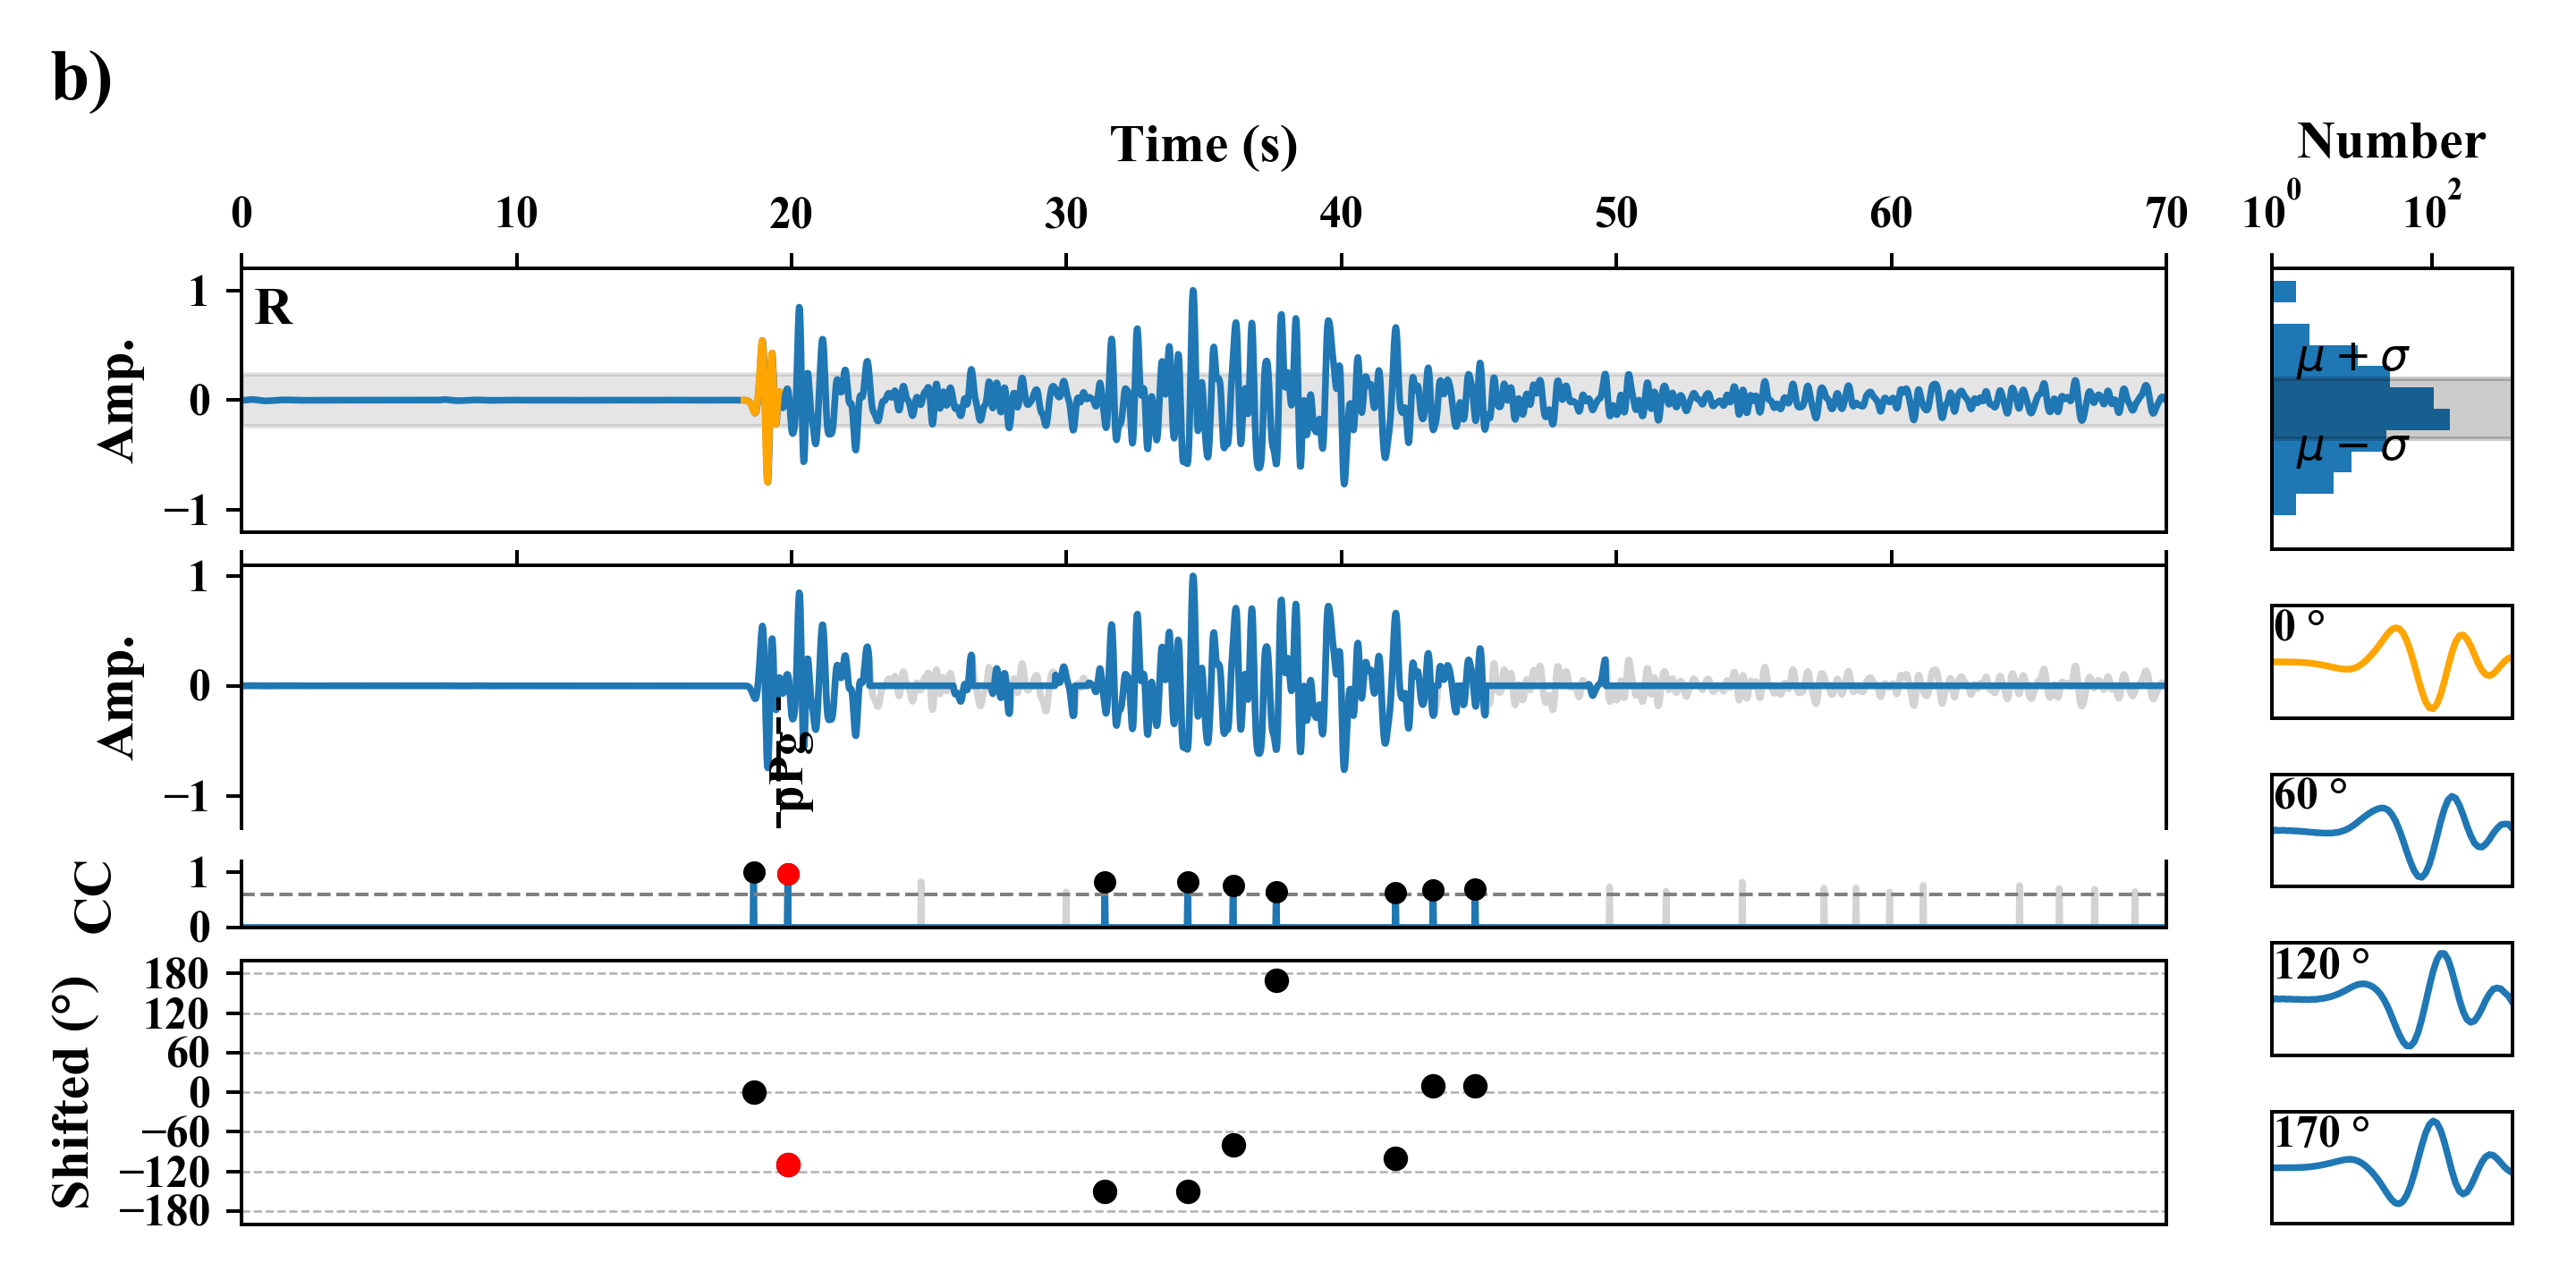 b)
Time (s)
Number
0 10 20 30 40 50 60 70
10^0 10^2
R
Amp.
1
0
−1
μ + σ
μ − σ
Amp.
1
0
−1
pPg
0 °
60 °
CC
1
0
120 °
Shifted (°)
180
120
60
0
−60
−120
−180
170 °